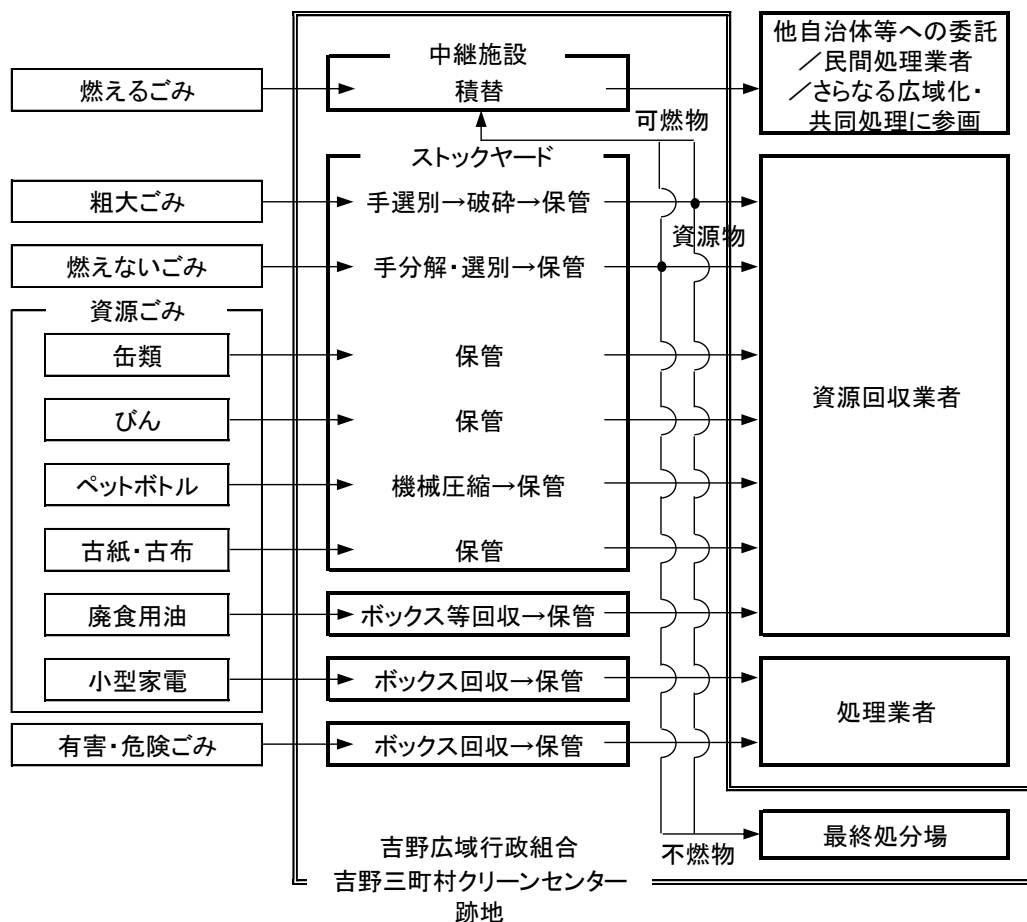 中継施設
燃えるごみ
積替
他自治体等への委託
／民間処理業者
／さらなる広域化・
共同処理に参画
可燃物
ストックヤード
粗大ごみ
手選別→破砕→保管
資源物
燃えないごみ
手分解・選別→保管
資源ごみ
缶類
保管
資源回収業者
びん
保管
ペットボトル
機械圧縮→保管
古紙・古布
保管
廃食用油
ボックス等回収→保管
小型家電
ボックス回収→保管
処理業者
有害・危険ごみ
ボックス回収→保管
最終処分場
不燃物
吉野広域行政組合
吉野三町村クリーンセンター
跡地